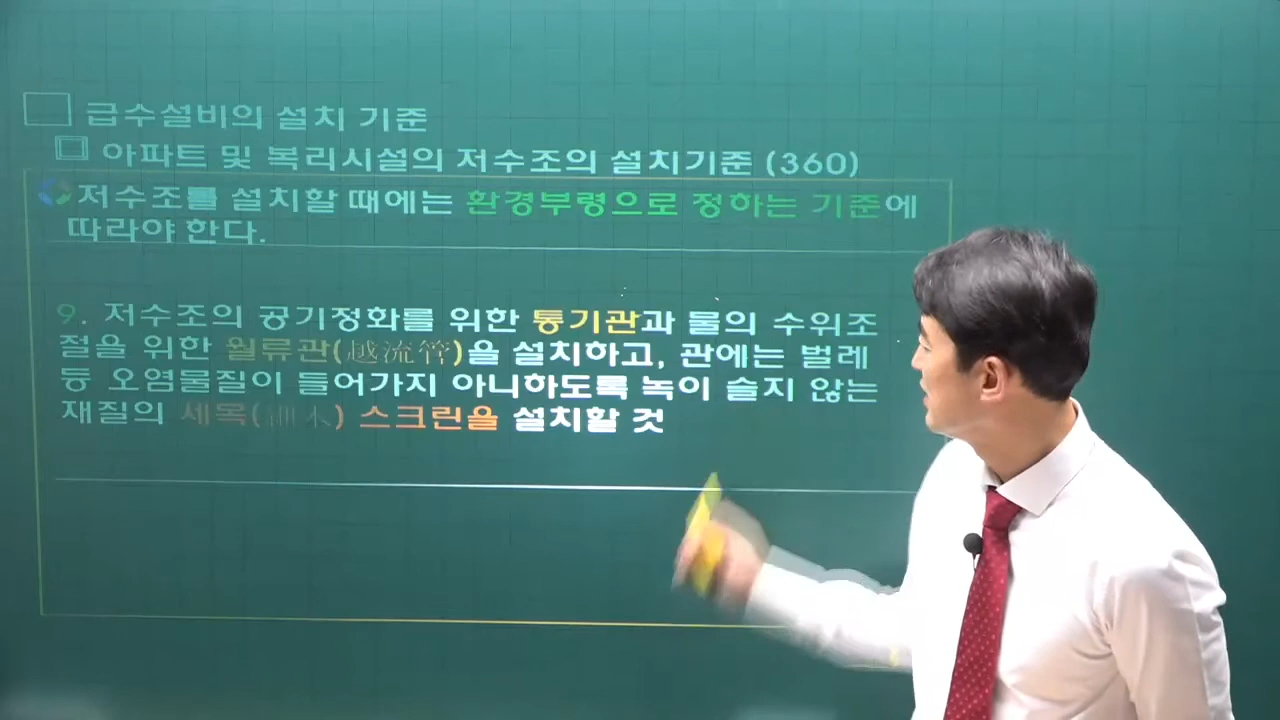 급수설비의 설치 기준
아파트 및 복리시설의 저수조의 설치기준 (360)
저수조를 설치할 때에는 환경부령으로 정하는 기준에
따라야 한다.
9. 저수조의 공기정화를 위한 통기관과 물의 수위조
절을 위한 월류관(越流管)을 설치하고, 관에는 벌레
등 오염물질이 들어가지 아니하도록 녹이 슬지 않는
재질의 세목(細木) 스크린을 설치할 것